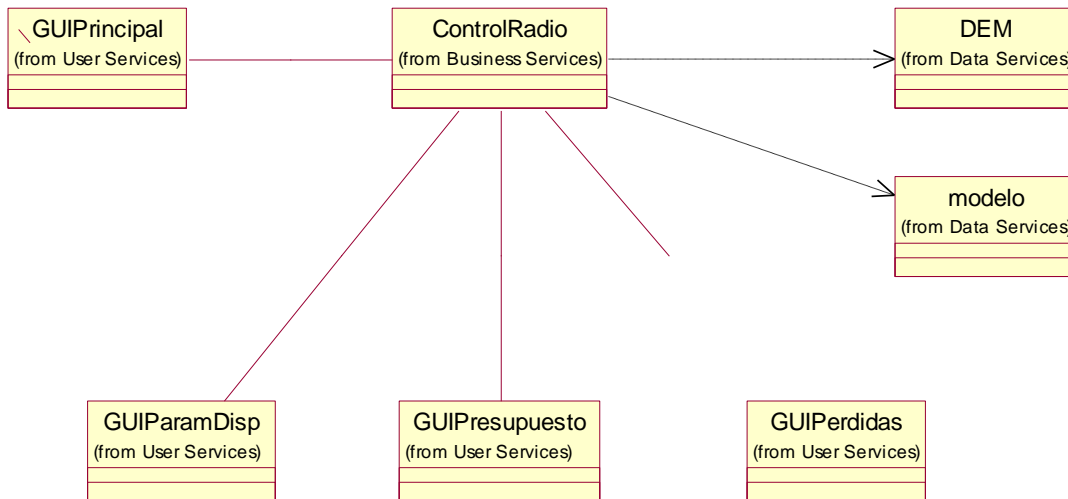 GUIPrincipal
(from User Services)
ControlRadio
(from Business Services)
DEM
(from Data Services)
modelo
(from Data Services)
GUIParamDisp
(from User Services)
GUIPresupuesto
(from User Services)
GUIPerdidas
(from User Services)